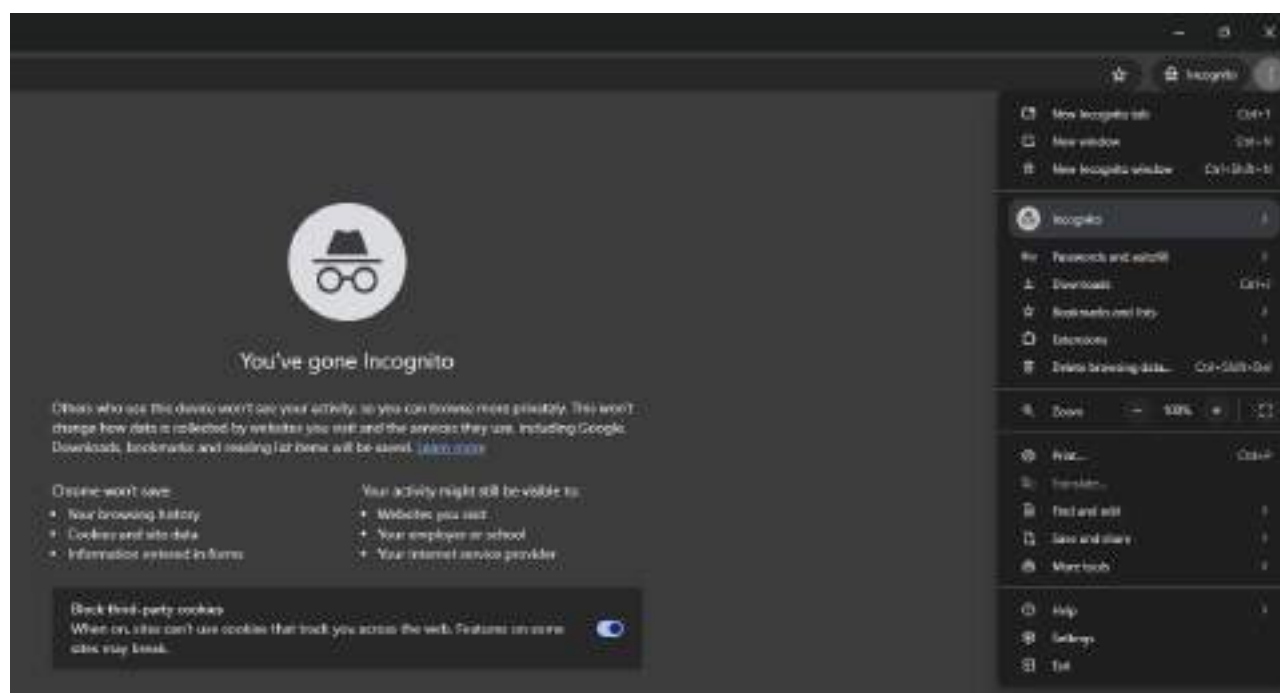 Incognito
New Incognito tab Ctrl+T
New window Ctrl+N
New Incognito window Ctrl+Shift+N
Incognito
Passwords and autofill
Downloads Ctrl+J
Bookmarks and lists
Extensions
Delete browsing data... Ctrl+Shift+Del
Zoom - 100% +
Print... Ctrl+P
Translate...
Find and edit
Save and share
More tools
Help
Settings
Exit
You've gone Incognito
Others who use this device won't see your activity, so you can browse more privately. This won't
change how data is collected by websites you visit and the services they use, including Google.
Downloads, bookmarks and reading list items will be saved. Learn more
Chrome won't save:
• Your browsing history
• Cookies and site data
• Information entered in forms
Your activity might still be visible to:
• Websites you visit
• Your employer or school
• Your internet service provider
Block third-party cookies
When on, sites can't use cookies that track you across the web. Features on some
sites may break.